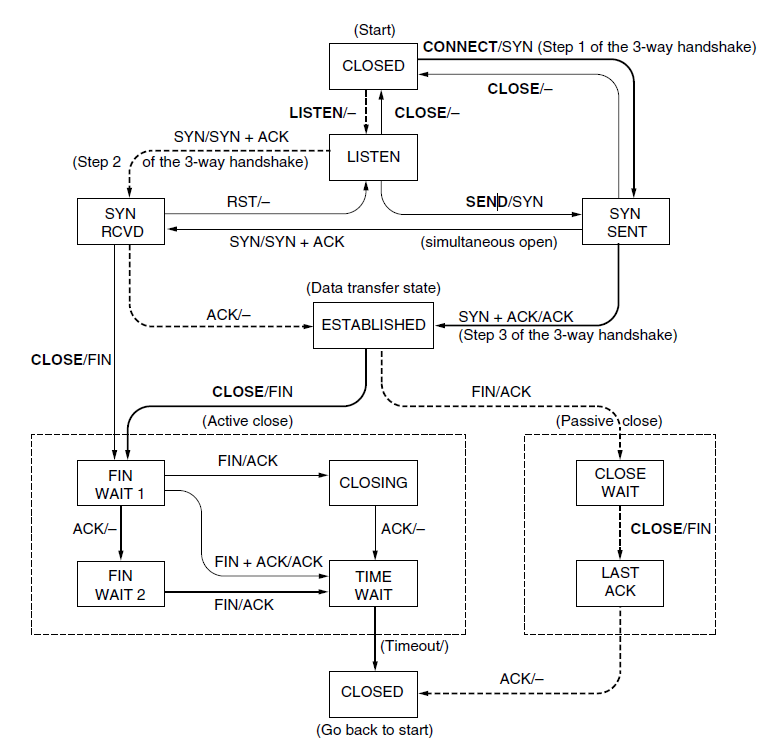 (Start)
CONNECT/SYN (Step 1 of the 3-way handshake)
CLOSED
CLOSE/–
LISTEN/–
CLOSE/–
SYN/SYN + ACK
(Step 2 of the 3-way handshake)
LISTEN
RST/–
SEND/SYN
SYN
RCVD
SYN
SENT
SYN/SYN + ACK
(simultaneous open)
(Data transfer state)
ACK/–
ESTABLISHED
SYN + ACK/ACK
(Step 3 of the 3-way handshake)
CLOSE/FIN
CLOSE/FIN
FIN/ACK
(Active close)
(Passive close)
FIN/ACK
FIN
WAIT 1
CLOSING
CLOSE
WAIT
ACK/–
ACK/–
CLOSE/FIN
FIN + ACK/ACK
FIN
WAIT 2
TIME
WAIT
LAST
ACK
FIN/ACK
(Timeout/)
ACK/–
CLOSED
(Go back to start)